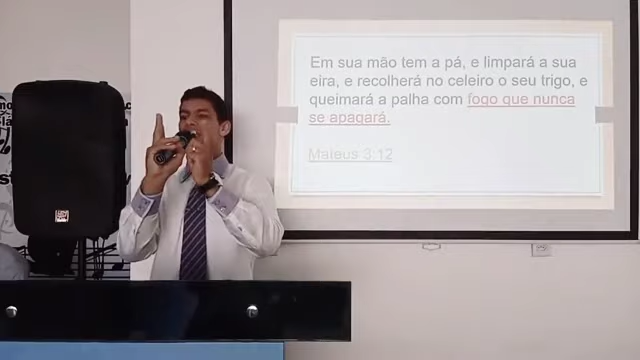 Em sua mão tem a pá, e limpará a sua
eira, e recolherá no celeiro o seu trigo, e
queimará a palha com fogo que nunca
se apagará.
Mateus 3:12